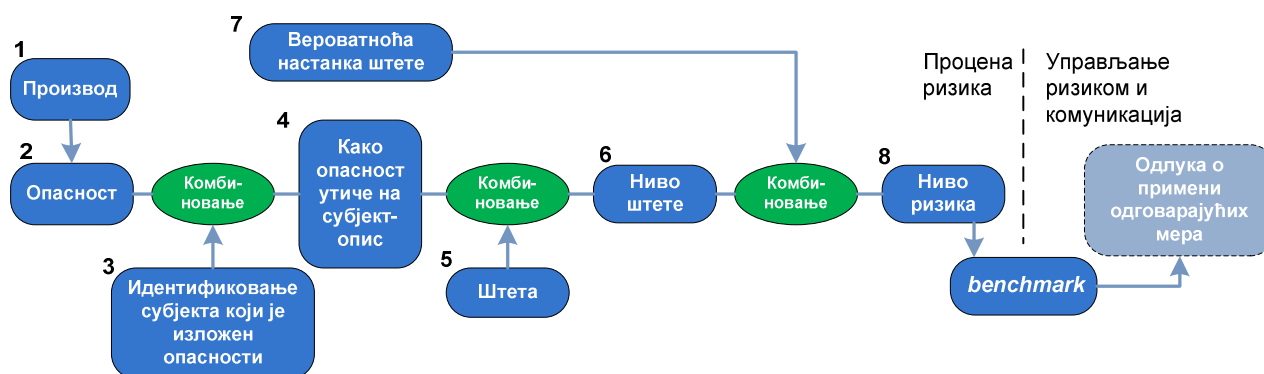 1
Производ
2
Опасност
Комби-
новање
3
Идентификовање
субјекта који је
изложен
опасности
4
Како
опасност
утиче на
субјект-
опис
Комби-
новање
5
Штета
6
Ниво
штете
7
Вероватноћа
настанка штете
Комби-
новање
8
Ниво
ризика
Процена
ризика
Управљање
ризиком и
комуникација
benchmark
Одлука о
примени
одговарајућих
мера